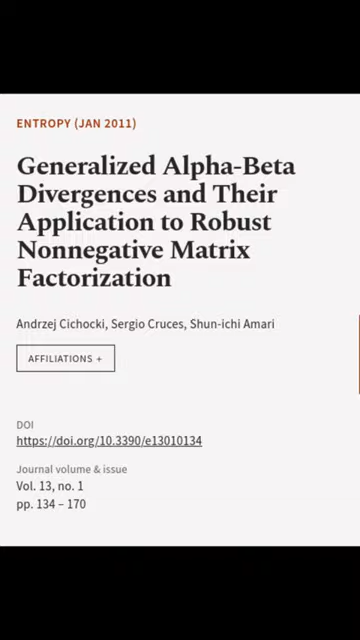 ENTROPY (JAN 2011)
Generalized Alpha-Beta
Divergences and Their
Application to Robust
Nonnegative Matrix
Factorization
Andrzej Cichocki, Sergio Cruces, Shun-ichi Amari
AFFILIATIONS +
DOI
https://doi.org/10.3390/e13010134
Journal volume & issue
Vol. 13, no. 1
pp. 134 – 170